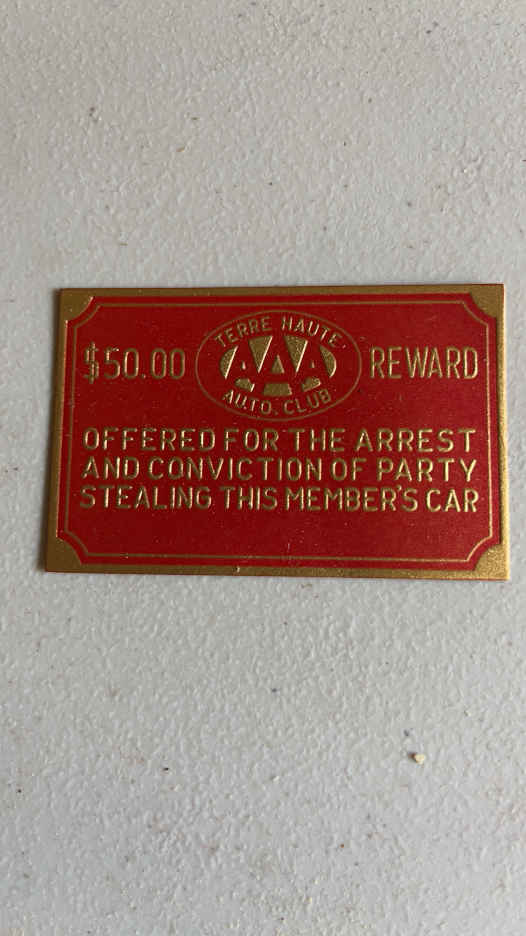 TERRE HAUTE
$50.00 AAA REWARD
AUTO. CLUB
OFFERED FOR THE ARREST
AND CONVICTION OF PARTY
STEALING THIS MEMBER'S CAR